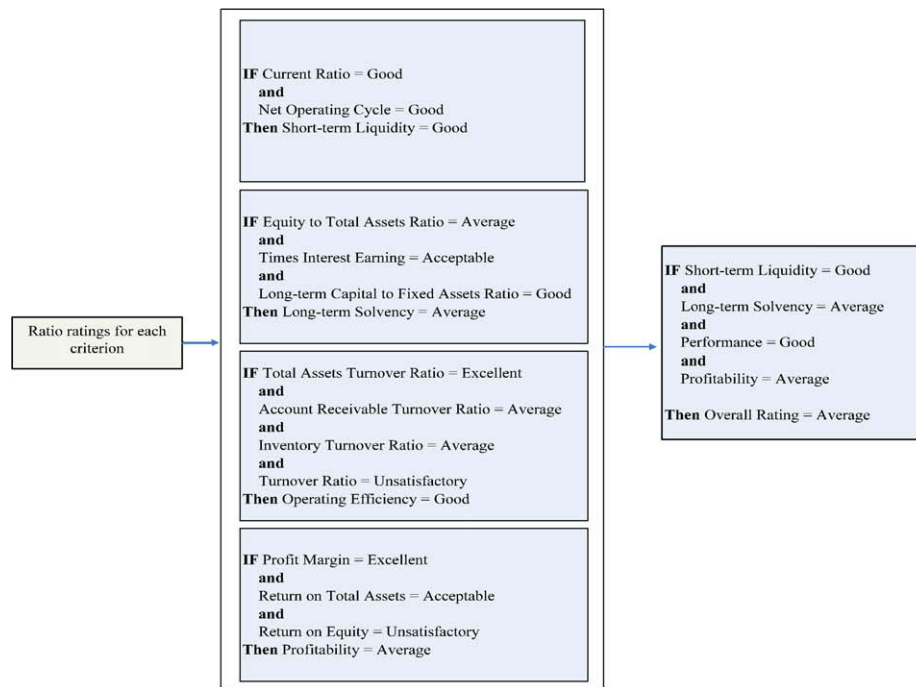 Ratio ratings for each
criterion
IF Current Ratio = Good
and
Net Operating Cycle = Good
Then Short-term Liquidity = Good
IF Equity to Total Assets Ratio = Average
and
Times Interest Earning = Acceptable
and
Long-term Capital to Fixed Assets Ratio = Good
Then Long-term Solvency = Average
IF Total Assets Turnover Ratio = Excellent
and
Account Receivable Turnover Ratio = Average
and
Inventory Turnover Ratio = Average
and
Turnover Ratio = Unsatisfactory
Then Operating Efficiency = Good
IF Profit Margin = Excellent
and
Return on Total Assets = Acceptable
and
Return on Equity = Unsatisfactory
Then Profitability = Average
IF Short-term Liquidity = Good
and
Long-term Solvency = Average
and
Performance = Good
and
Profitability = Average
Then Overall Rating = Average